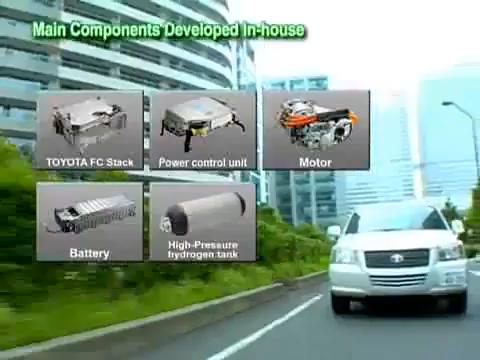 Main Components Developed in-house
TOYOTA FC Stack
Power control unit
Motor
Battery
High-Pressure
hydrogen tank